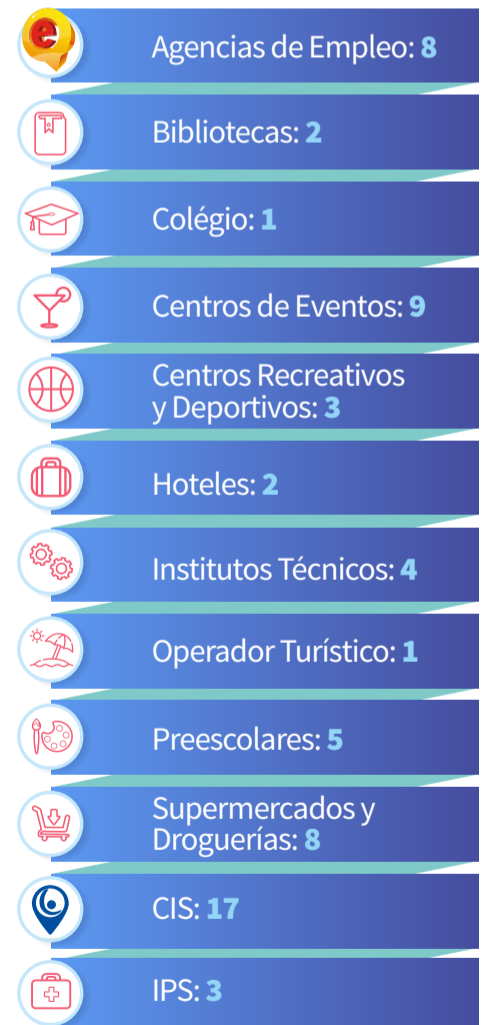 e
Agencias de Empleo: 8
Bibliotecas: 2
Colégio: 1
Centros de Eventos: 9
Centros Recreativos
y Deportivos: 3
Hoteles: 2
Institutos Técnicos: 4
Operador Turístico: 1
Preescolares: 5
Supermercados y
Droguerías: 8
CIS: 17
IPS: 3